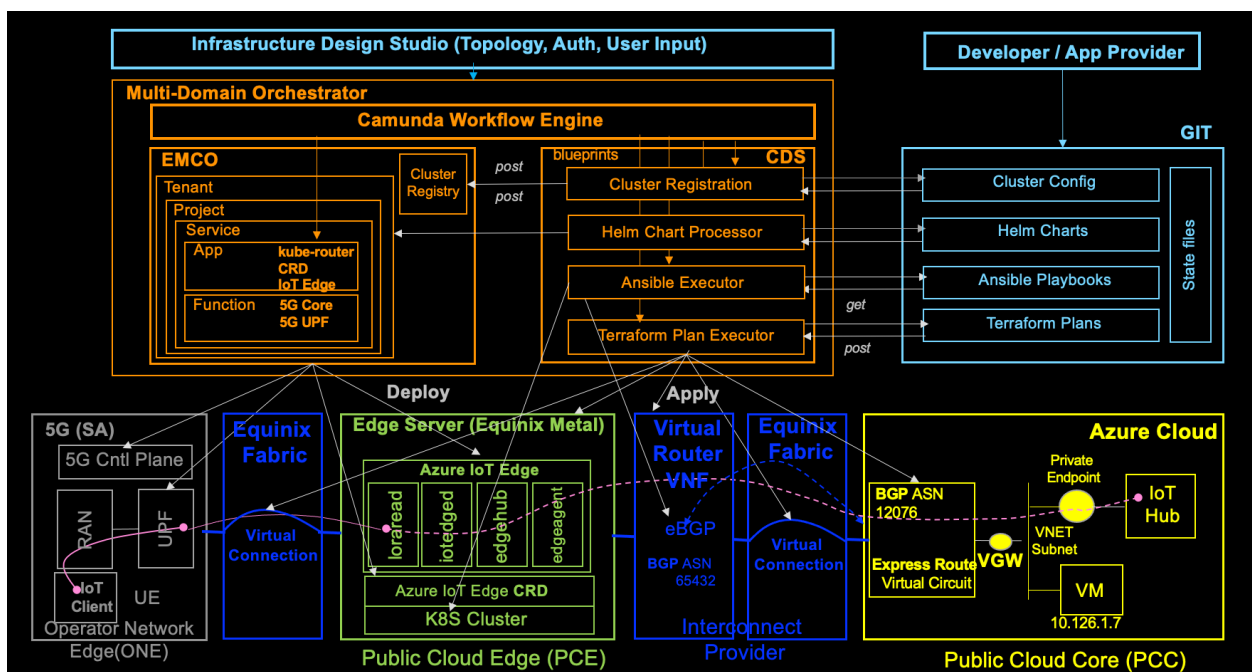 Infrastructure Design Studio (Topology, Auth, User Input)
Developer / App Provider
Multi-Domain Orchestrator
Camunda Workflow Engine
GIT
EMCO
Cluster
Registry
post
post
blueprints
CDS
Tenant
Project
Service
App
kube-router
CRD
IoT Edge
Function
5G Core
5G UPF
Cluster Registration
Helm Chart Processor
Ansible Executor
Terraform Plan Executor
get
post
Cluster Config
Helm Charts
Ansible Playbooks
Terraform Plans
State files
Deploy
Apply
5G (SA)
5G Cntl Plane
RAN
UPF
IoT
Client
UE
Operator Network
Edge(ONE)
Equinix
Fabric
Virtual
Connection
Edge Server (Equinix Metal)
Azure IoT Edge
loraread
iotedged
edgehub
edgeagent
Azure IoT Edge CRD
K8S Cluster
Public Cloud Edge (PCE)
Virtual
Router
VNF
eBGP
BGP ASN
65432
Equinix
Fabric
Virtual
Connection
Interconnect
Provider
Azure Cloud
BGP ASN
12076
Express Route
Virtual Circuit
VGW
Private
Endpoint
VNET
Subnet
IoT
Hub
VM
10.126.1.7
Public Cloud Core (PCC)